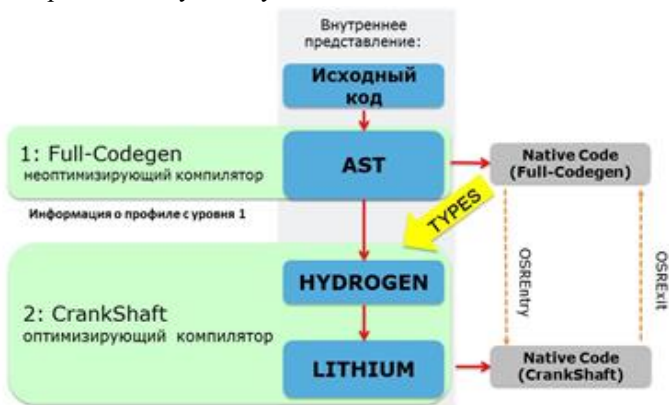 Внутреннее
представление:
Исходный
код
1: Full-Codegen
неоптимизирующий компилятор
AST
Native Code
(Full-Codegen)
Информация о профиле с уровня 1
TYPES
HYDROGEN
OSREntry
OSRExit
2: CrankShaft
оптимизирующий компилятор
LITHIUM
Native Code
(CrankShaft)